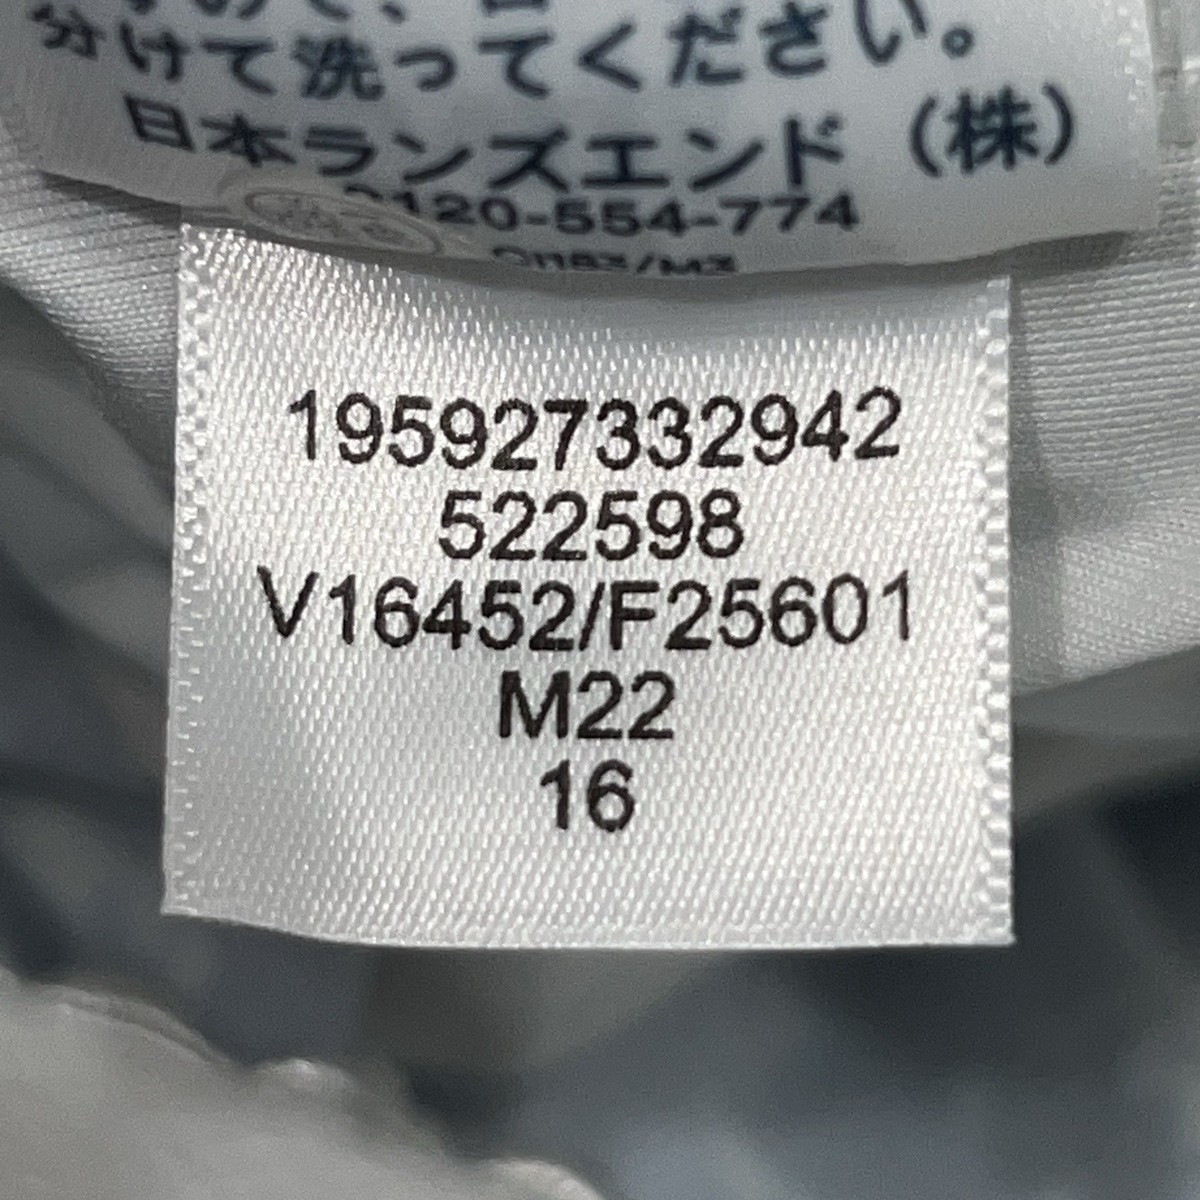 分けて洗ってください。
日本ランズエンド（株）
0120-554-774
195927332942
522598
V16452/F25601
M22
16